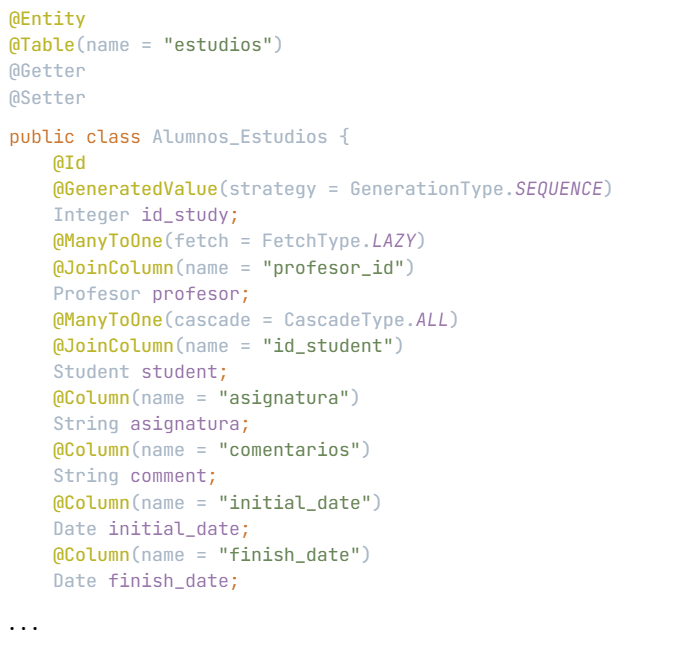 @Entity
@Table(name = "estudios")
@Getter
@Setter
public class Alumnos_Estudios {
    @Id
    @GeneratedValue(strategy = GenerationType.SEQUENCE)
    Integer id_study;
    @ManyToOne(fetch = FetchType.LAZY)
    @JoinColumn(name = "profesor_id")
    Profesor profesor;
    @ManyToOne(cascade = CascadeType.ALL)
    @JoinColumn(name = "id_student")
    Student student;
    @Column(name = "asignatura")
    String asignatura;
    @Column(name = "comentarios")
    String comment;
    @Column(name = "initial_date")
    Date initial_date;
    @Column(name = "finish_date")
    Date finish_date;
...